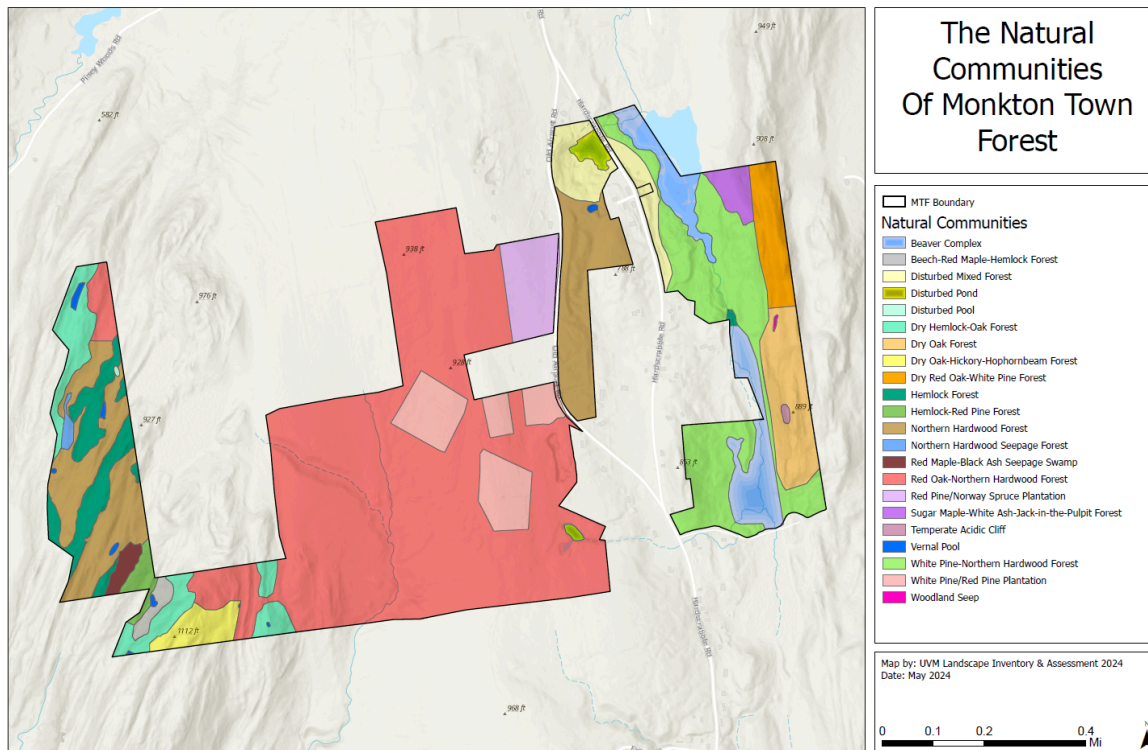 The Natural
Communities
Of Monkton Town
Forest
MTF Boundary
Natural Communities
Beaver Complex
Beech-Red Maple-Hemlock Forest
Disturbed Mixed Forest
Disturbed Pond
Disturbed Pool
Dry Hemlock-Oak Forest
Dry Oak Forest
Dry Oak-Hickory-Hophornbeam Forest
Dry Red Oak-White Pine Forest
Hemlock Forest
Hemlock-Red Pine Forest
Northern Hardwood Forest
Northern Hardwood Seepage Forest
Red Maple-Black Ash Seepage Swamp
Red Oak-Northern Hardwood Forest
Red Pine/Norway Spruce Plantation
Sugar Maple-White Ash-Jack-in-the-Pulpit Forest
Temperate Acidic Cliff
Vernal Pool
White Pine-Northern Hardwood Forest
White Pine/Red Pine Plantation
Woodland Seep
Map by: UVM Landscape Inventory & Assessment 2024
Date: May 2024
0 0.1 0.2 0.4
Mi
N
Piney Woods Rd
Rd
949 ft
582 ft
908 ft
938 ft
976 ft
788 ft
Hardscrabble Rd
928 ft
927 ft
889 ft
853 ft
1112 ft
Hardscrabble Rd
968 ft